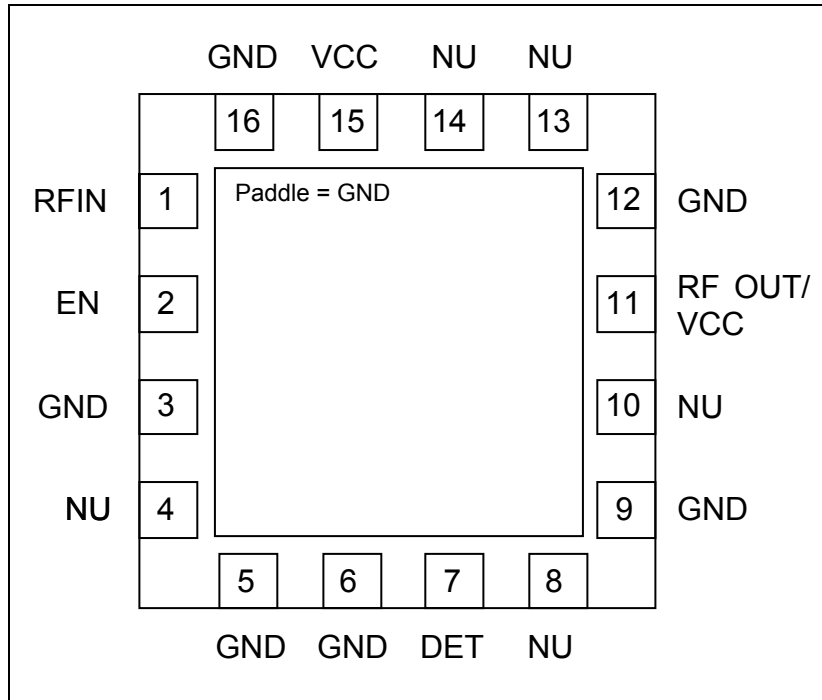 GND VCC NU NU
16 15 14 13
Paddle = GND
RFIN 1
12 GND
EN 2
11 RF OUT/
VCC
GND 3
10 NU
NU 4
9 GND
5 6 7 8
GND GND DET NU